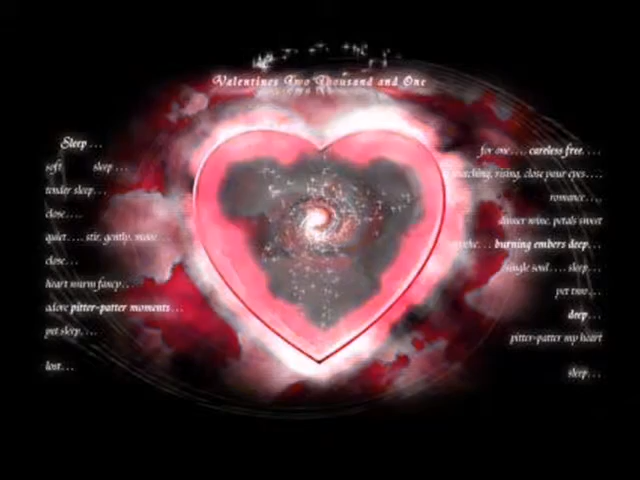 Valentines Two Thousand and One
Sleep . . .
soft sleep . . .
tender sleep. . .
close. . . .
quiet. . . . stir, gently, move. . .
close. . .
heart warm fancy. . .
adore pitter-patter moments. . .
pet sleep. . . .
lost. . .
for one. . . . careless free. . . .
rising, close your eyes. . . .
romance. . . .
dinner wine, petals sweet
burning embers deep. . .
single soul. . . . sleep. . .
pet two. . .
deep. . .
pitter-patter my heart
sleep. . .